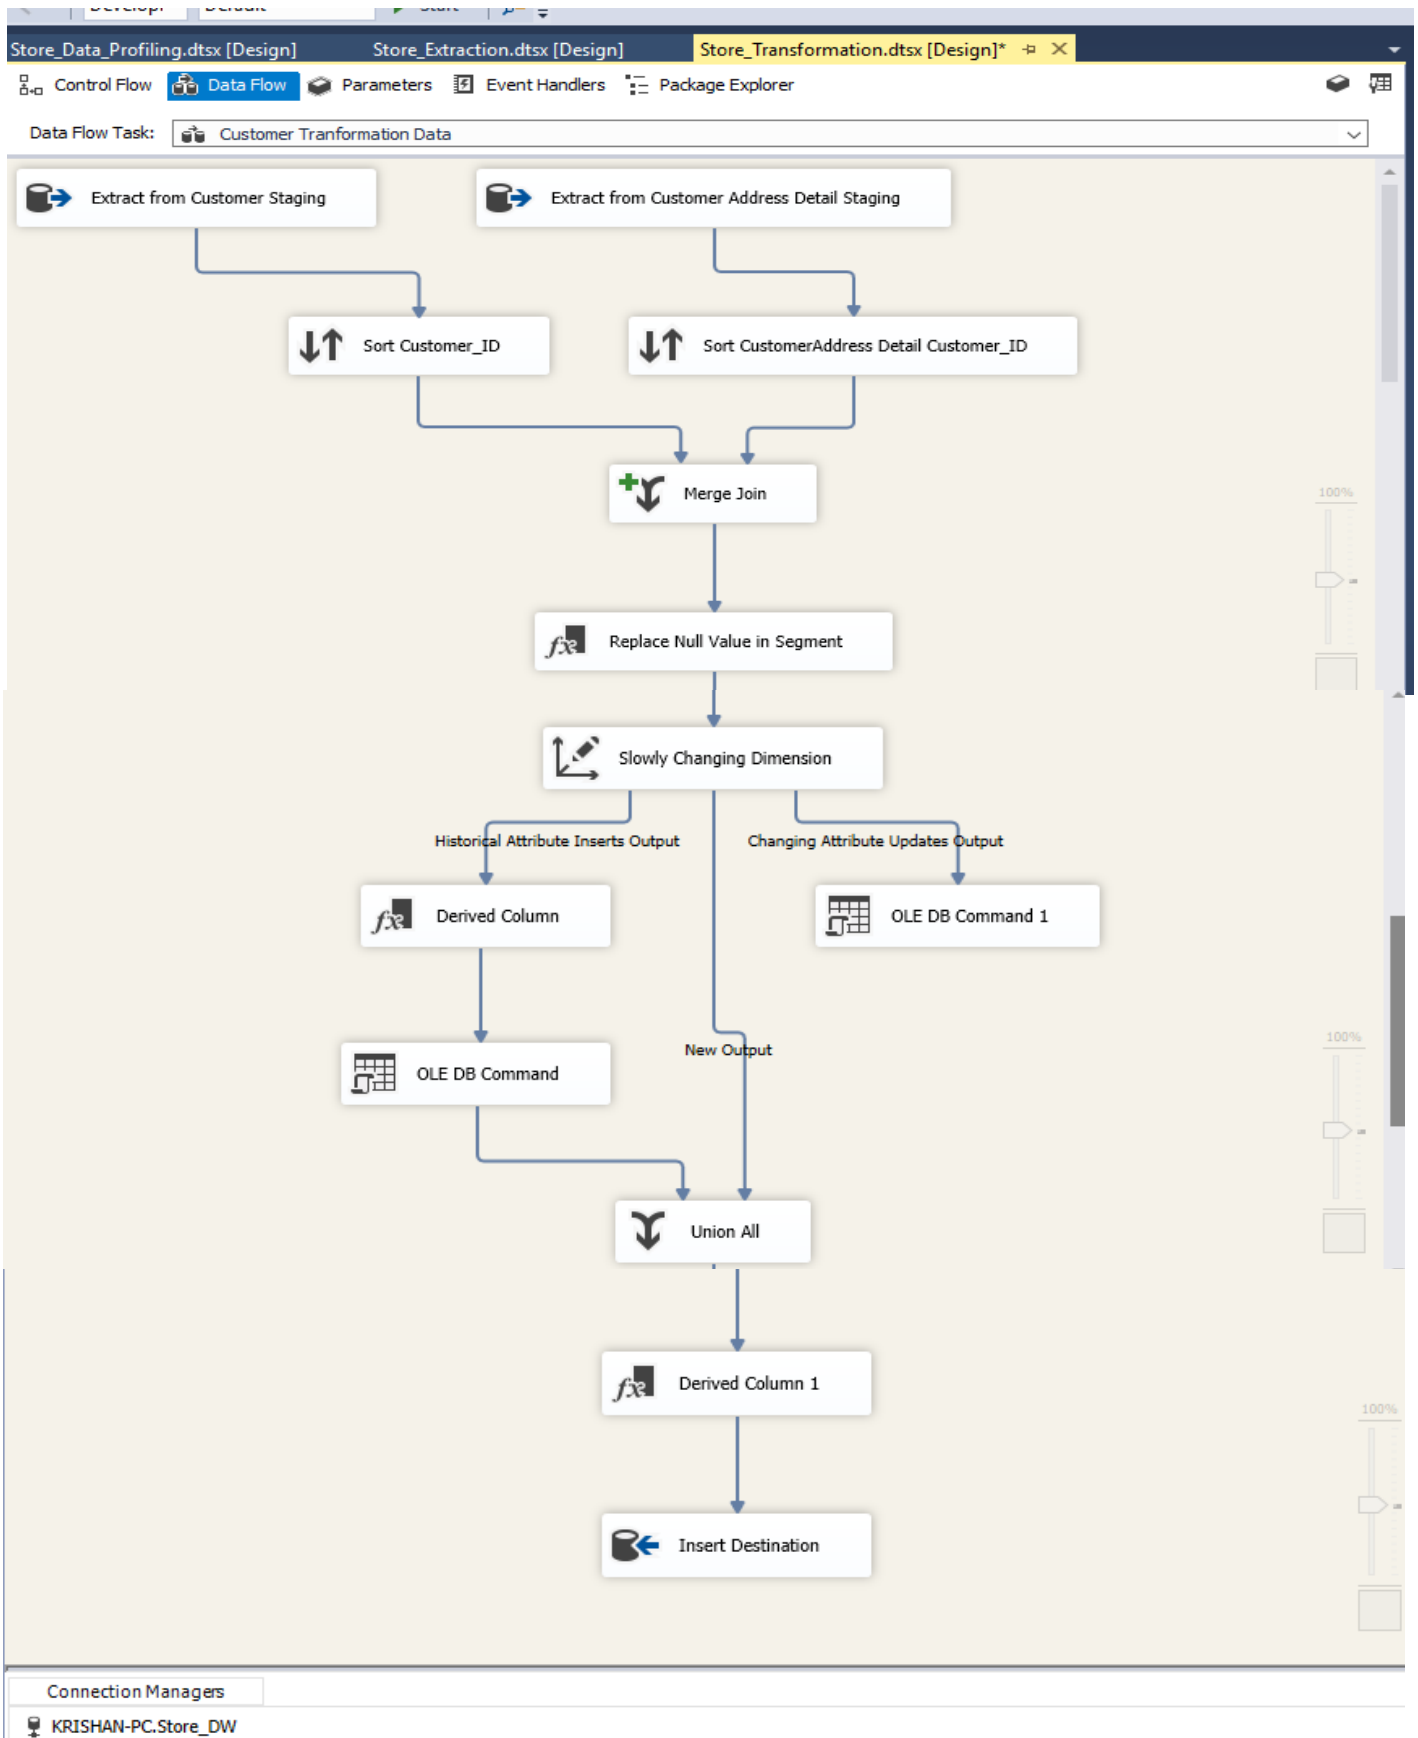 Start
Store_Data_Profiling.dtsx [Design] Store_Extraction.dtsx [Design] Store_Transformation.dtsx [Design]*
Control Flow Data Flow Parameters Event Handlers Package Explorer
Data Flow Task: Customer Tranformation Data
Extract from Customer Staging Extract from Customer Address Detail Staging
Sort Customer_ID Sort CustomerAddress Detail Customer_ID
Merge Join
100%
Replace Null Value in Segment
Slowly Changing Dimension
Historical Attribute Inserts Output Changing Attribute Updates Output
Derived Column OLE DB Command 1
100%
New Output
OLE DB Command
Union All
Derived Column 1
100%
Insert Destination
Connection Managers
KRISHAN-PC.Store_DW